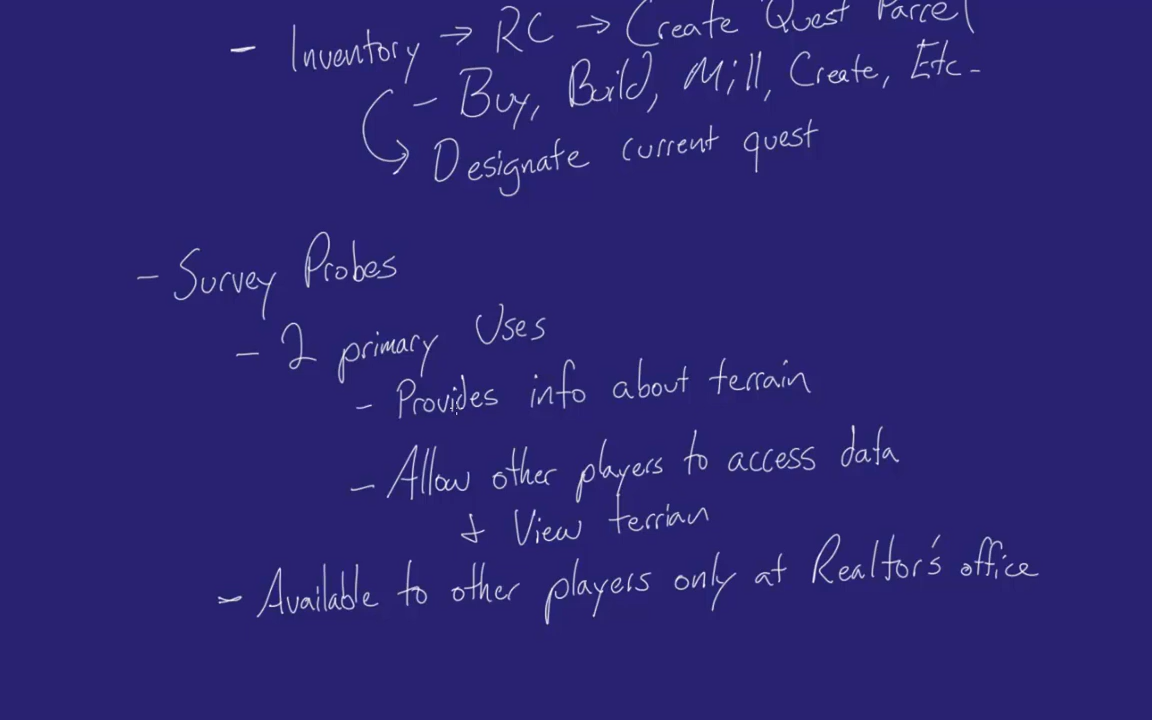 - Inventory → RC → Create Quest Parcel
- Buy, Build, Mill, Create, Etc.
Designate current quest
- Survey Probes
- 2 primary Uses
- Provides info about terrain
- Allow other players to access data
+ View terrian
- Available to other players only at Realtor's office